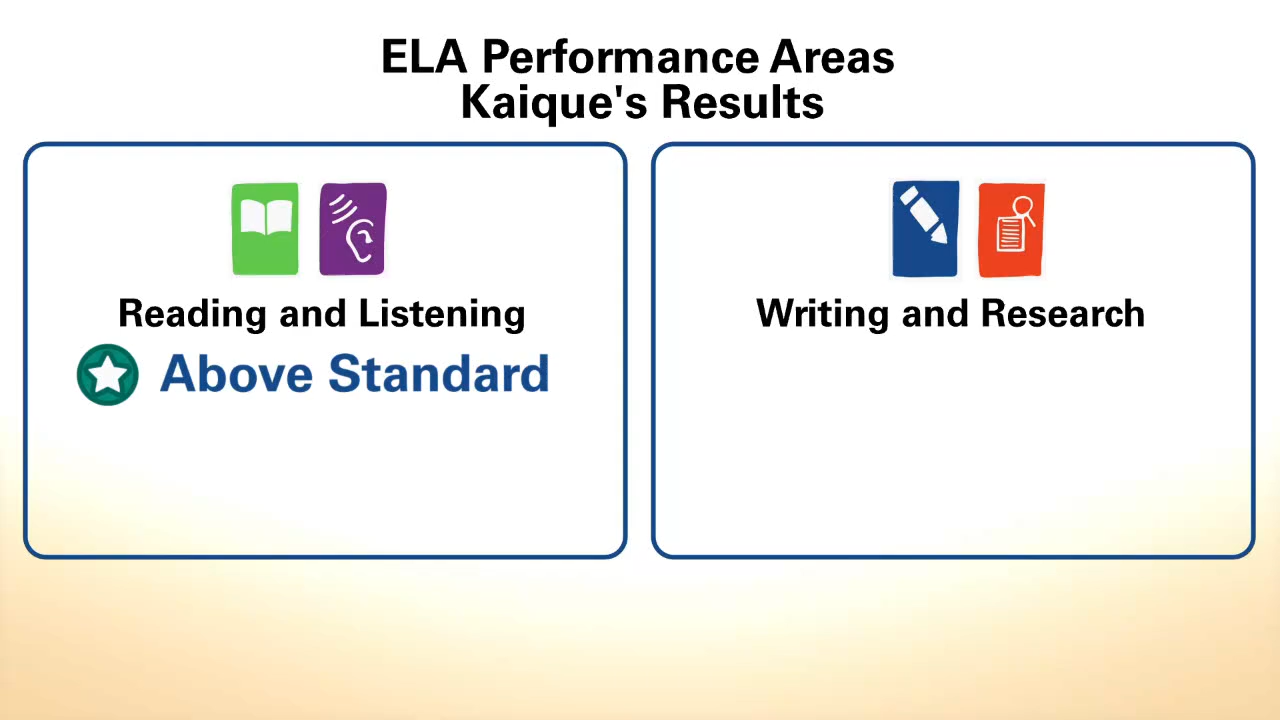 ELA Performance Areas
Kaique's Results
Reading and Listening
Above Standard
Writing and Research